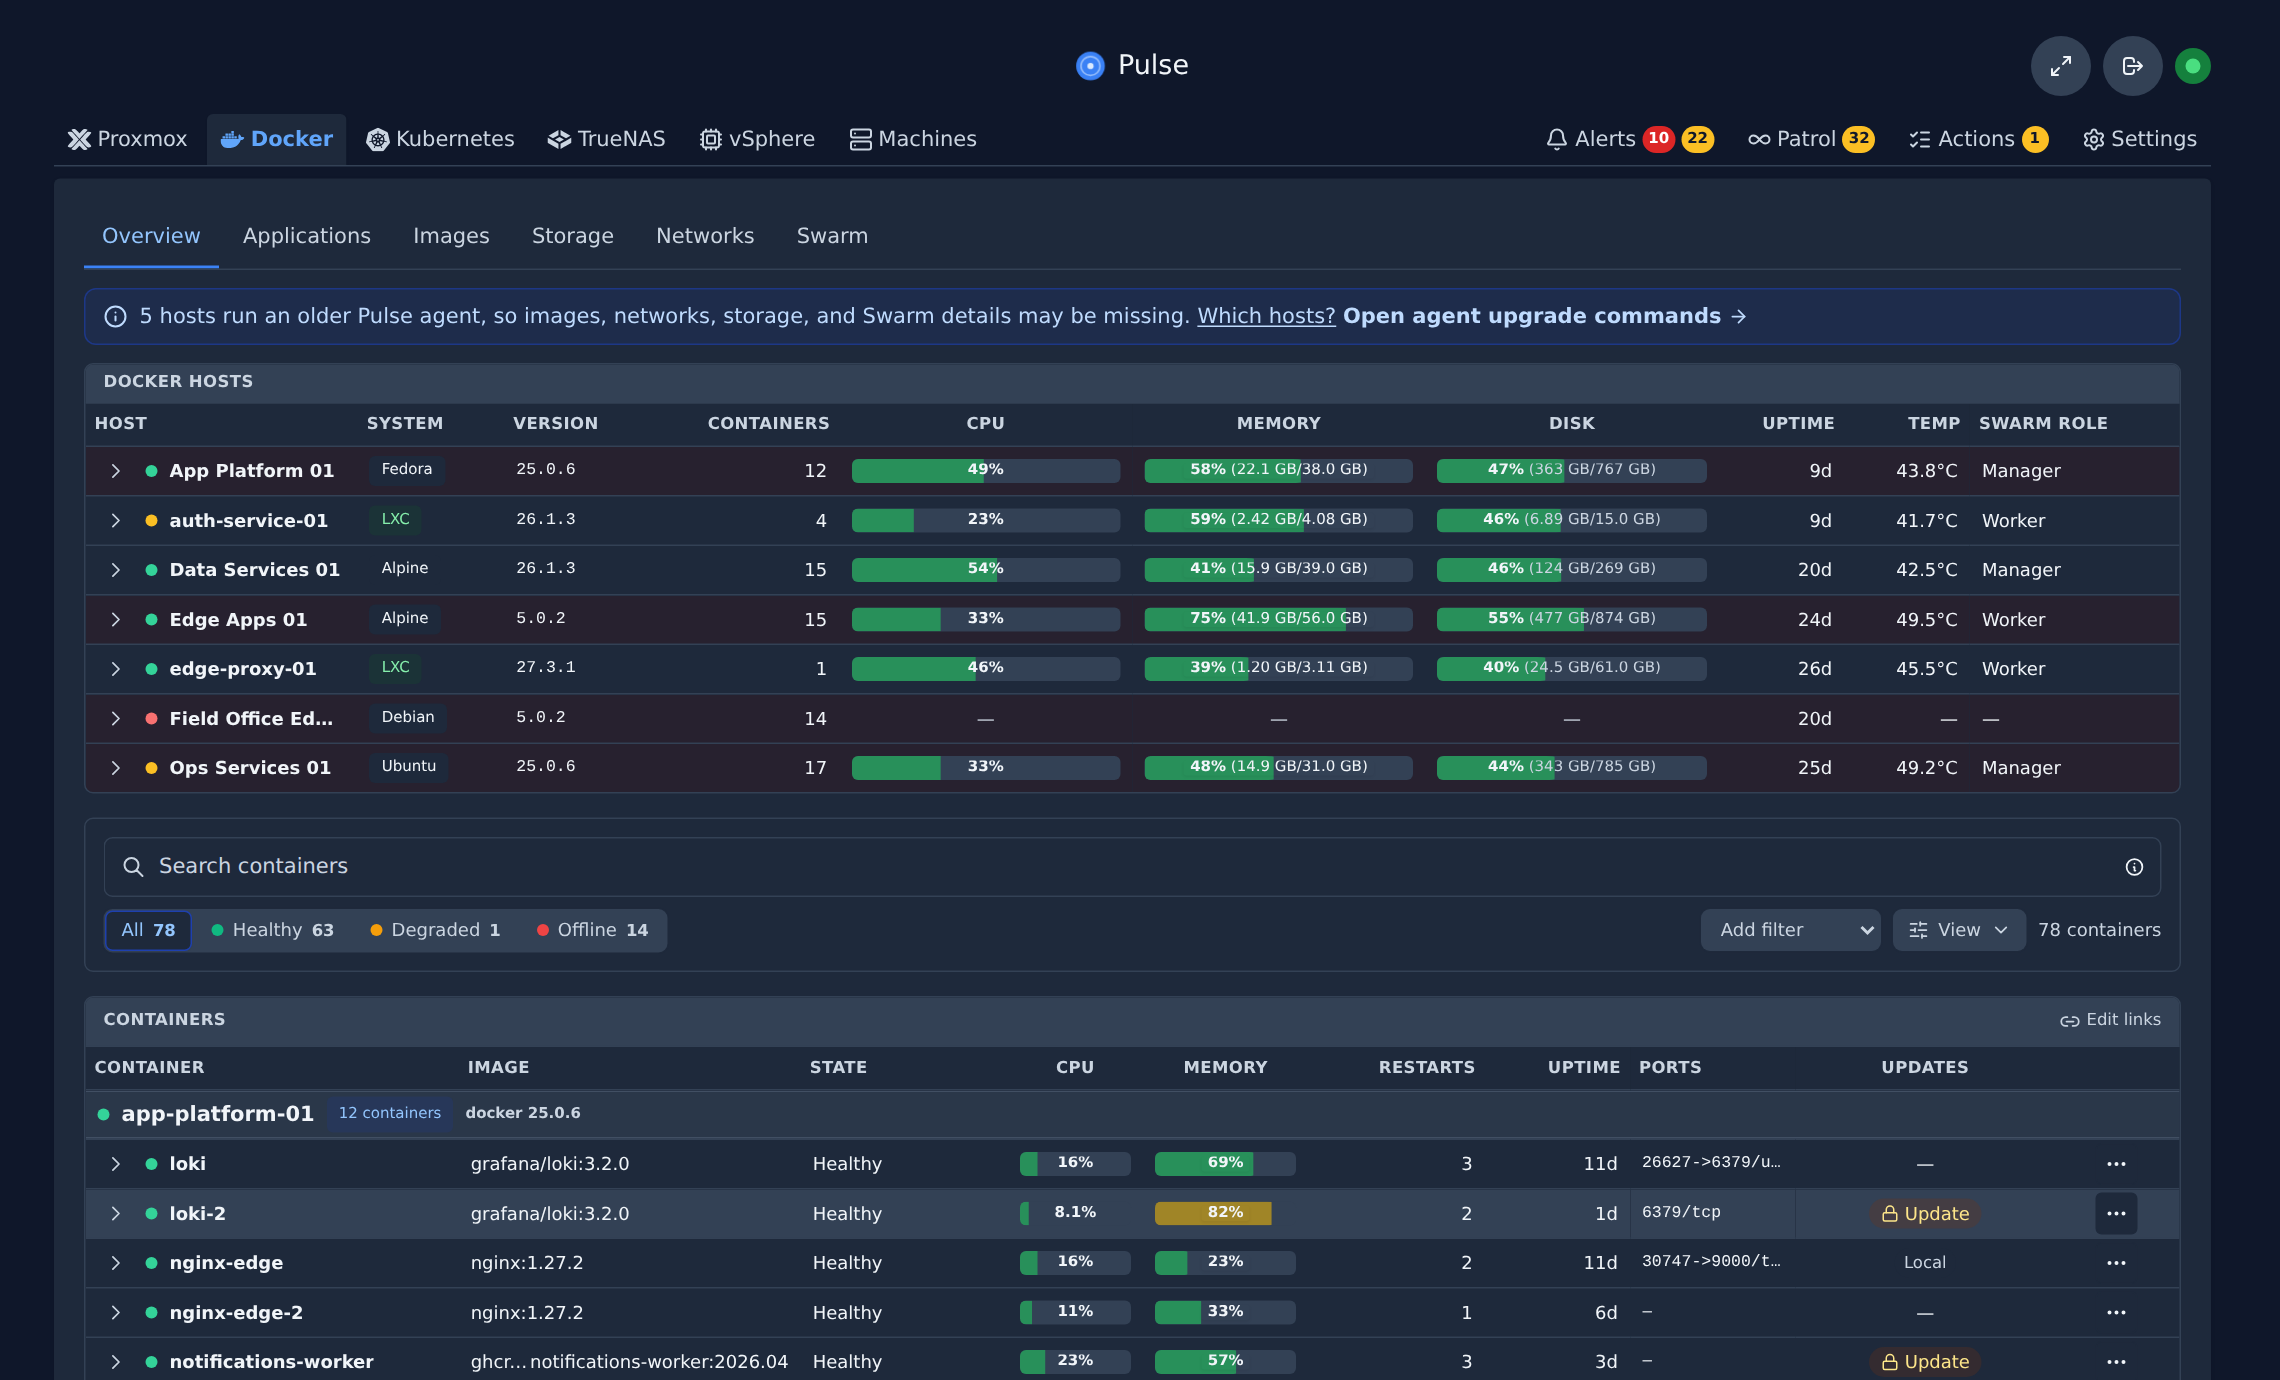 Pulse
Proxmox Docker Kubernetes TrueNAS vSphere Machines Alerts 10 22 Patrol 32 Actions 1 Settings
Overview Applications Images Storage Networks Swarm
5 hosts run an older Pulse agent, so images, networks, storage, and Swarm details may be missing. Which hosts? Open agent upgrade commands →
DOCKER HOSTS
HOST SYSTEM VERSION CONTAINERS CPU MEMORY DISK UPTIME TEMP SWARM ROLE
App Platform 01 Fedora 25.0.6 12 49% 58% (22.1 GB/38.0 GB) 47% (363 GB/767 GB) 9d 43.8°C Manager
auth-service-01 LXC 26.1.3 4 23% 59% (2.42 GB/4.08 GB) 46% (6.89 GB/15.0 GB) 9d 41.7°C Worker
Data Services 01 Alpine 26.1.3 15 54% 41% (15.9 GB/39.0 GB) 46% (124 GB/269 GB) 20d 42.5°C Manager
Edge Apps 01 Alpine 5.0.2 15 33% 75% (41.9 GB/56.0 GB) 55% (477 GB/874 GB) 24d 49.5°C Worker
edge-proxy-01 LXC 27.3.1 1 46% 39% (1.20 GB/3.11 GB) 40% (24.5 GB/61.0 GB) 26d 45.5°C Worker
Field Office Ed... Debian 5.0.2 14 — — — 20d — —
Ops Services 01 Ubuntu 25.0.6 17 33% 48% (14.9 GB/31.0 GB) 44% (343 GB/785 GB) 25d 49.2°C Manager
Search containers
All 78 Healthy 63 Degraded 1 Offline 14 Add filter View 78 containers
CONTAINERS Edit links
CONTAINER IMAGE STATE CPU MEMORY RESTARTS UPTIME PORTS UPDATES
app-platform-01 12 containers docker 25.0.6
loki grafana/loki:3.2.0 Healthy 16% 69% 3 11d 26627->6379/u… — ...
loki-2 grafana/loki:3.2.0 Healthy 8.1% 82% 2 1d 6379/tcp Update ...
nginx-edge nginx:1.27.2 Healthy 16% 23% 2 11d 30747->9000/t… Local ...
nginx-edge-2 nginx:1.27.2 Healthy 11% 33% 1 6d — — ...
notifications-worker ghcr… notifications-worker:2026.04 Healthy 23% 57% 3 3d — Update ...